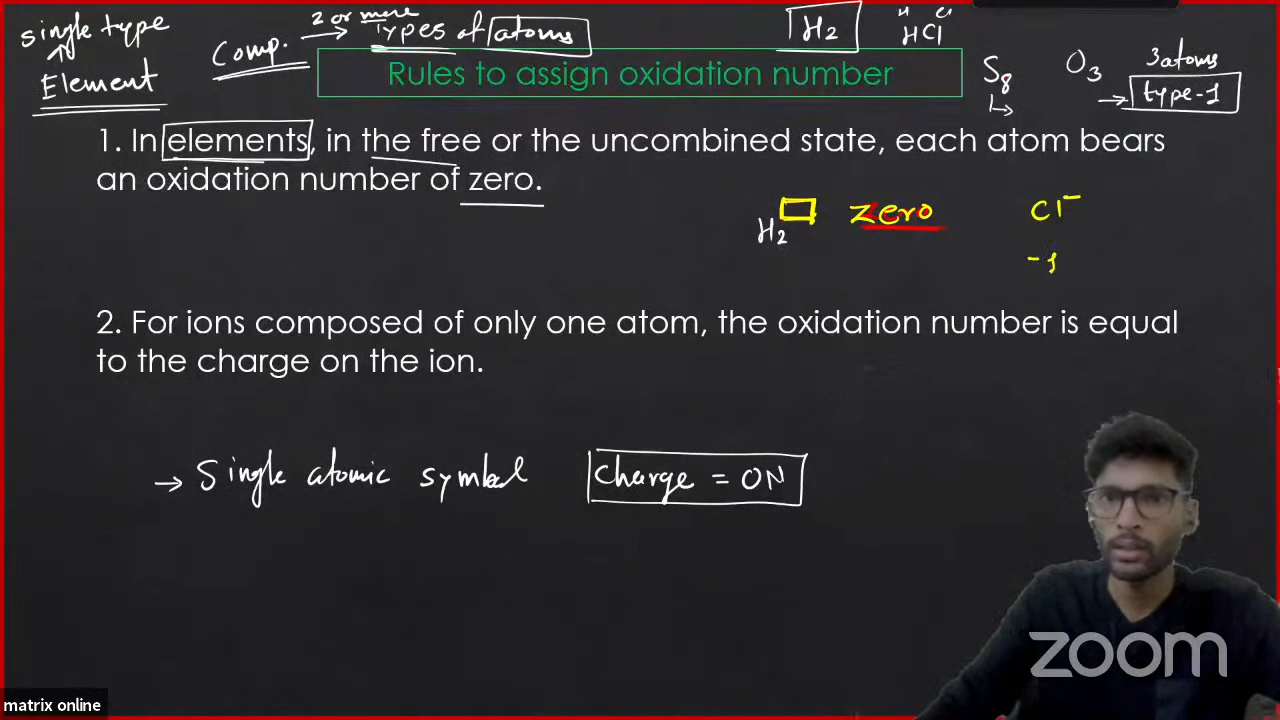 single type
Element
Comp. → 2 or more Types of atoms
H2
H Cl
HCl
S8
O3
3 atoms
→ type-1
Rules to assign oxidation number
1. In elements, in the free or the uncombined state, each atom bears
an oxidation number of zero.
H2
Zero
Cl⁻
-1
2. For ions composed of only one atom, the oxidation number is equal
to the charge on the ion.
→ Single atomic symbol
Charge = ON
zoom
matrix online